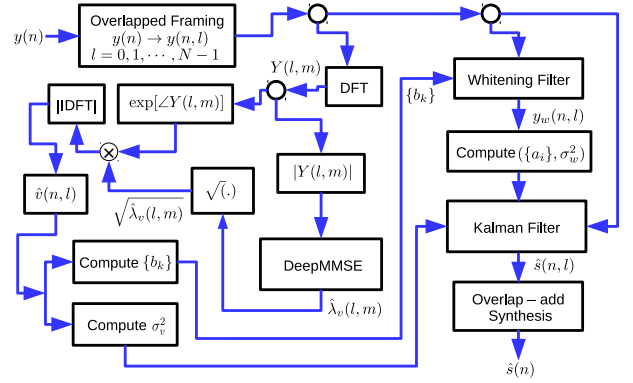 Overlapped Framing
y(n)
y(n) → y(n, l)
l = 0, 1, ⋯ , N − 1
Y(l, m)
DFT
{b_k}
Whitening Filter
|IDFT|
exp[∠Y(l, m)]
y_w(n, l)
×
|Y(l, m)|
Compute ({a_i}, σ_w^2)
v̂(n, l)
√(.)
√λ̂_v(l, m)
Kalman Filter
Compute {b_k}
DeepMMSE
ŝ(n, l)
λ̂_v(l, m)
Overlap – add
Synthesis
Compute σ_v^2
ŝ(n)